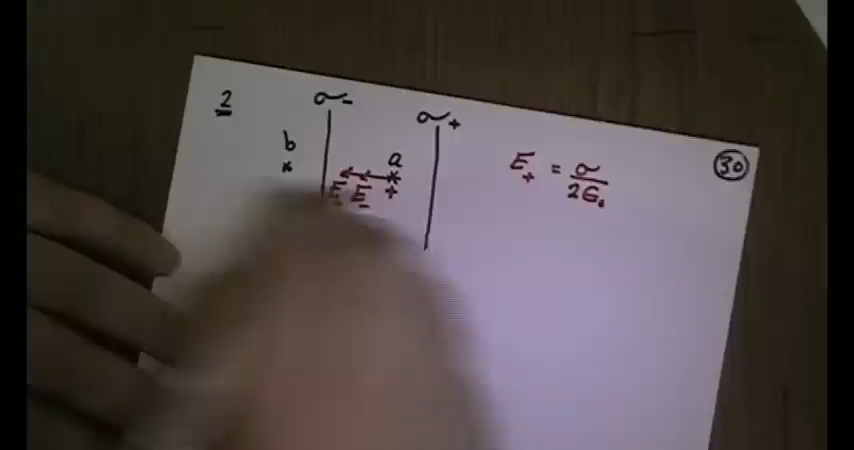 2
σ-
σ+
b
a
*
*
+
E- E-
E+ = σ/2ε₀
30